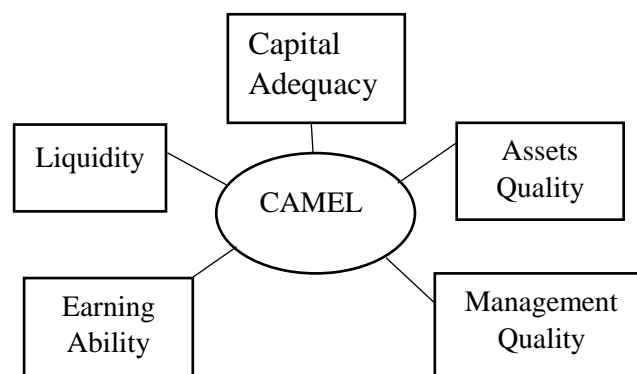 Capital
Adequacy
Liquidity
Assets
Quality
CAMEL
Earning
Ability
Management
Quality